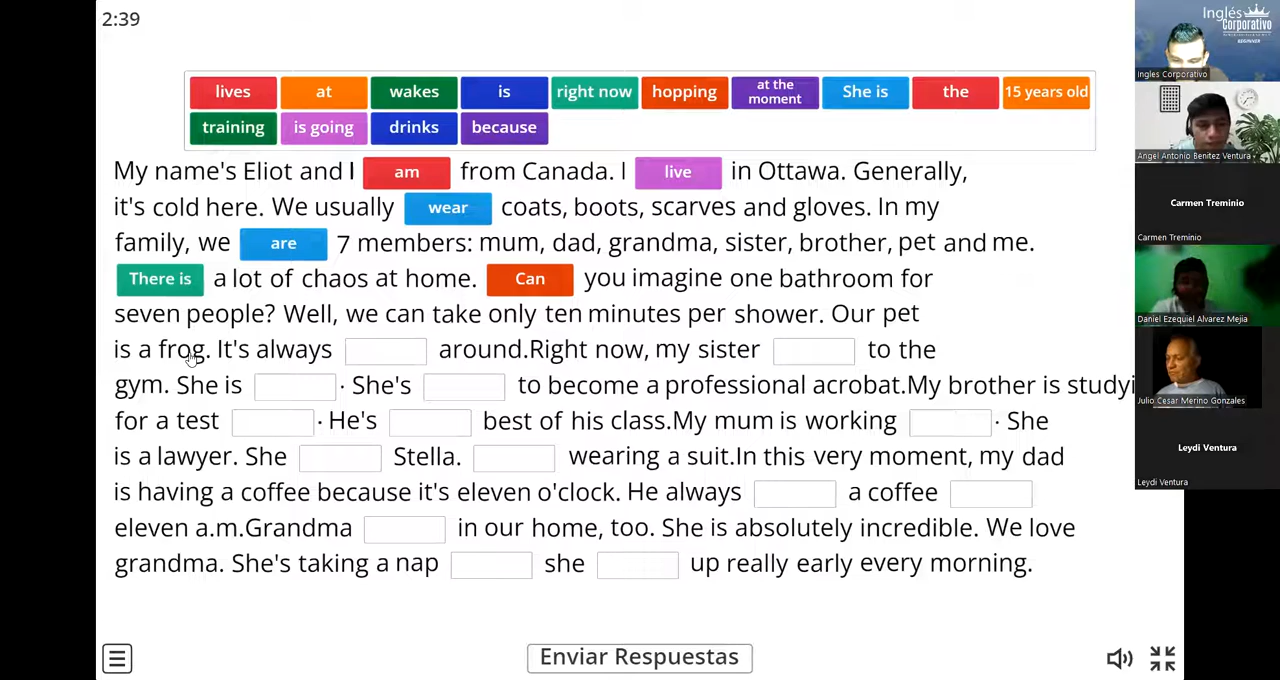 2:39
lives at wakes is right now hopping at the moment She is the 15 years old
training is going drinks because
My name's Eliot and I am from Canada. I live in Ottawa. Generally,
it's cold here. We usually wear coats, boots, scarves and gloves. In my
family, we are 7 members: mum, dad, grandma, sister, brother, pet and me.
There is a lot of chaos at home. Can you imagine one bathroom for
seven people? Well, we can take only ten minutes per shower. Our pet
is a frog. It's always around.Right now, my sister to the
gym. She is . She's to become a professional acrobat.My brother is studyi
for a test . He's best of his class.My mum is working . She
is a lawyer. She Stella. wearing a suit.In this very moment, my dad
is having a coffee because it's eleven o'clock. He always a coffee
eleven a.m.Grandma in our home, too. She is absolutely incredible. We love
grandma. She's taking a nap she up really early every morning.
Enviar Respuestas
Inglés
Corporativo
BEGINNER
Ingles Corporativo
Angel Antonio Benitez Ventura
Carmen Treminio
Carmen Treminio
Daniel Ezequiel Alvarez Mejia
Julio Cesar Merino Gonzales
Leydi Ventura
Leydi Ventura